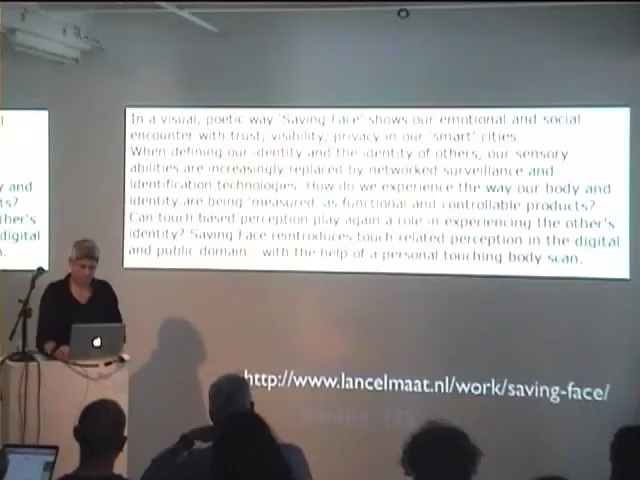 In a visual, poetic way 'Saving Face' shows our emotional and social
encounter with trust, visibility, privacy in our 'smart' cities.
When defining our identity and the identity of others, our sensory
abilities are increasingly replaced by networked surveillance and
identification technologies. How do we experience the way our body and
identity are being 'measured' as functional and controllable products?
Can touch based perception play again a role in experiencing the other's
identity? Saving Face reintroduces touch related perception in the digital
and public domain - with the help of a personal touching body scan.
y and
ts?
her's
digital
http://www.lancelmaat.nl/work/saving-face/